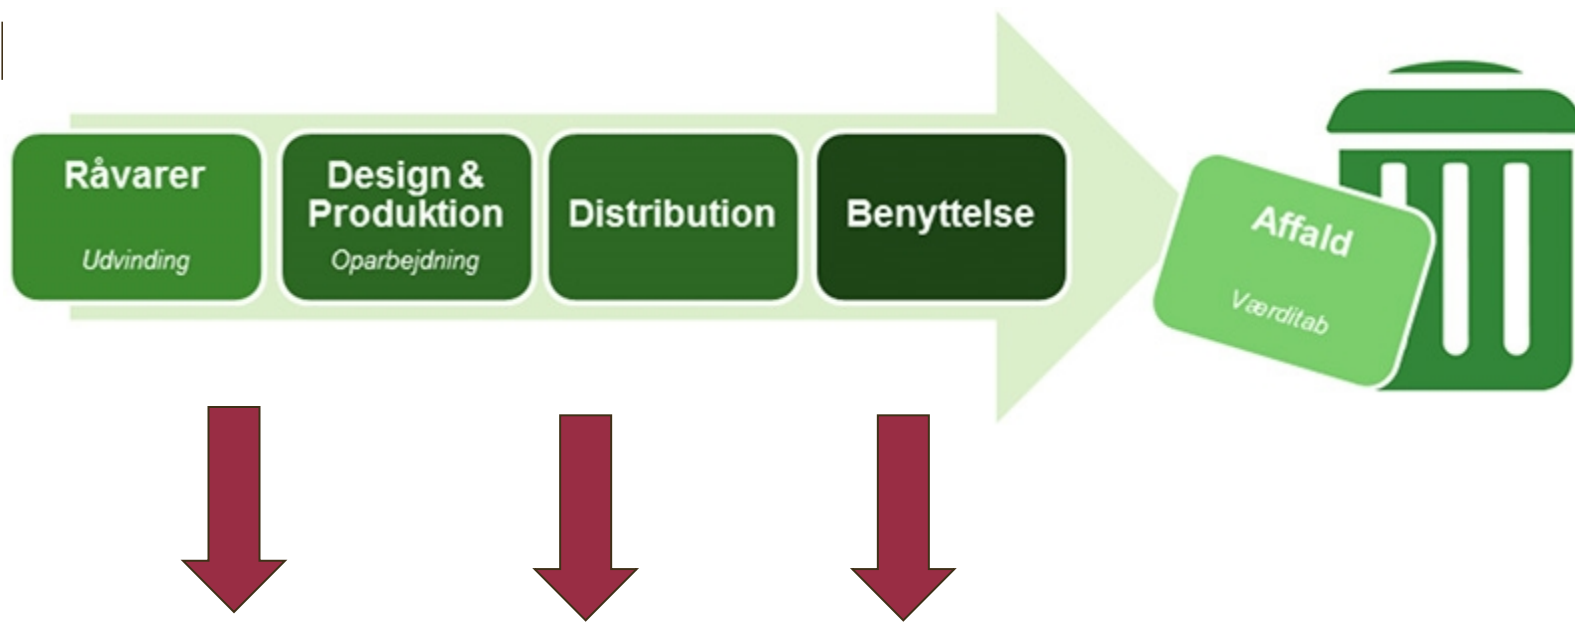 Råvarer
Udvinding
Design &
Produktion
Oparbejdning
Distribution
Benyttelse
Affald
Værditab